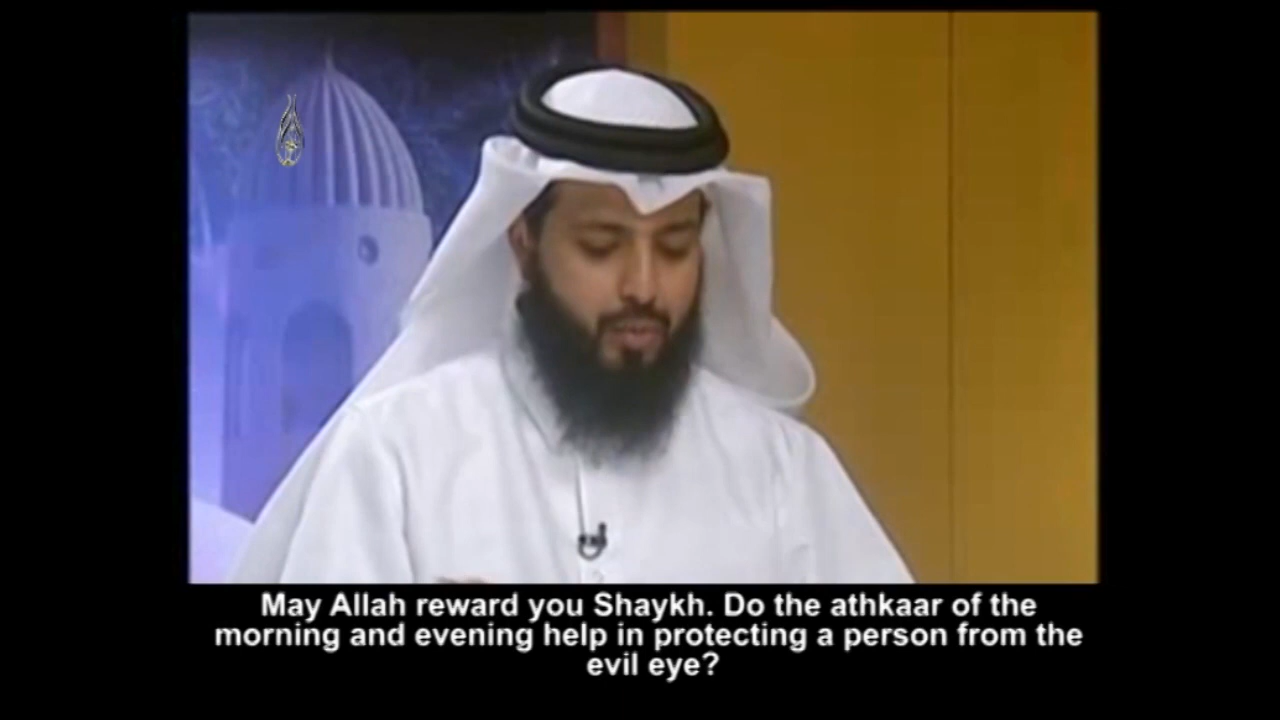 May Allah reward you Shaykh. Do the athkaar of the
morning and evening help in protecting a person from the
evil eye?